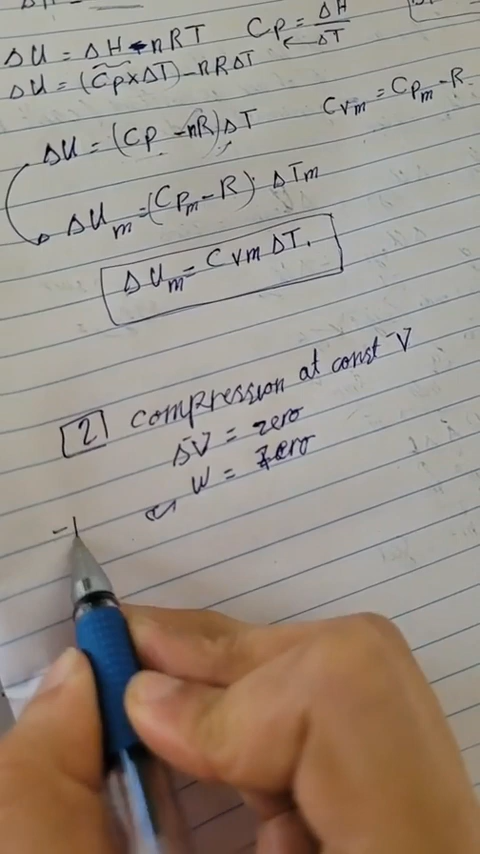 ΔU = ΔH - nRT Cp = ΔH/ΔT
ΔU = (Cp×ΔT) - nRΔT
ΔU = (Cp - nR)ΔT Cvm = Cpm - R
ΔUm = (Cpm - R) · ΔTm
ΔUm = Cvm ΔT.
[2] compression at const V
ΔV = zero
W = zero